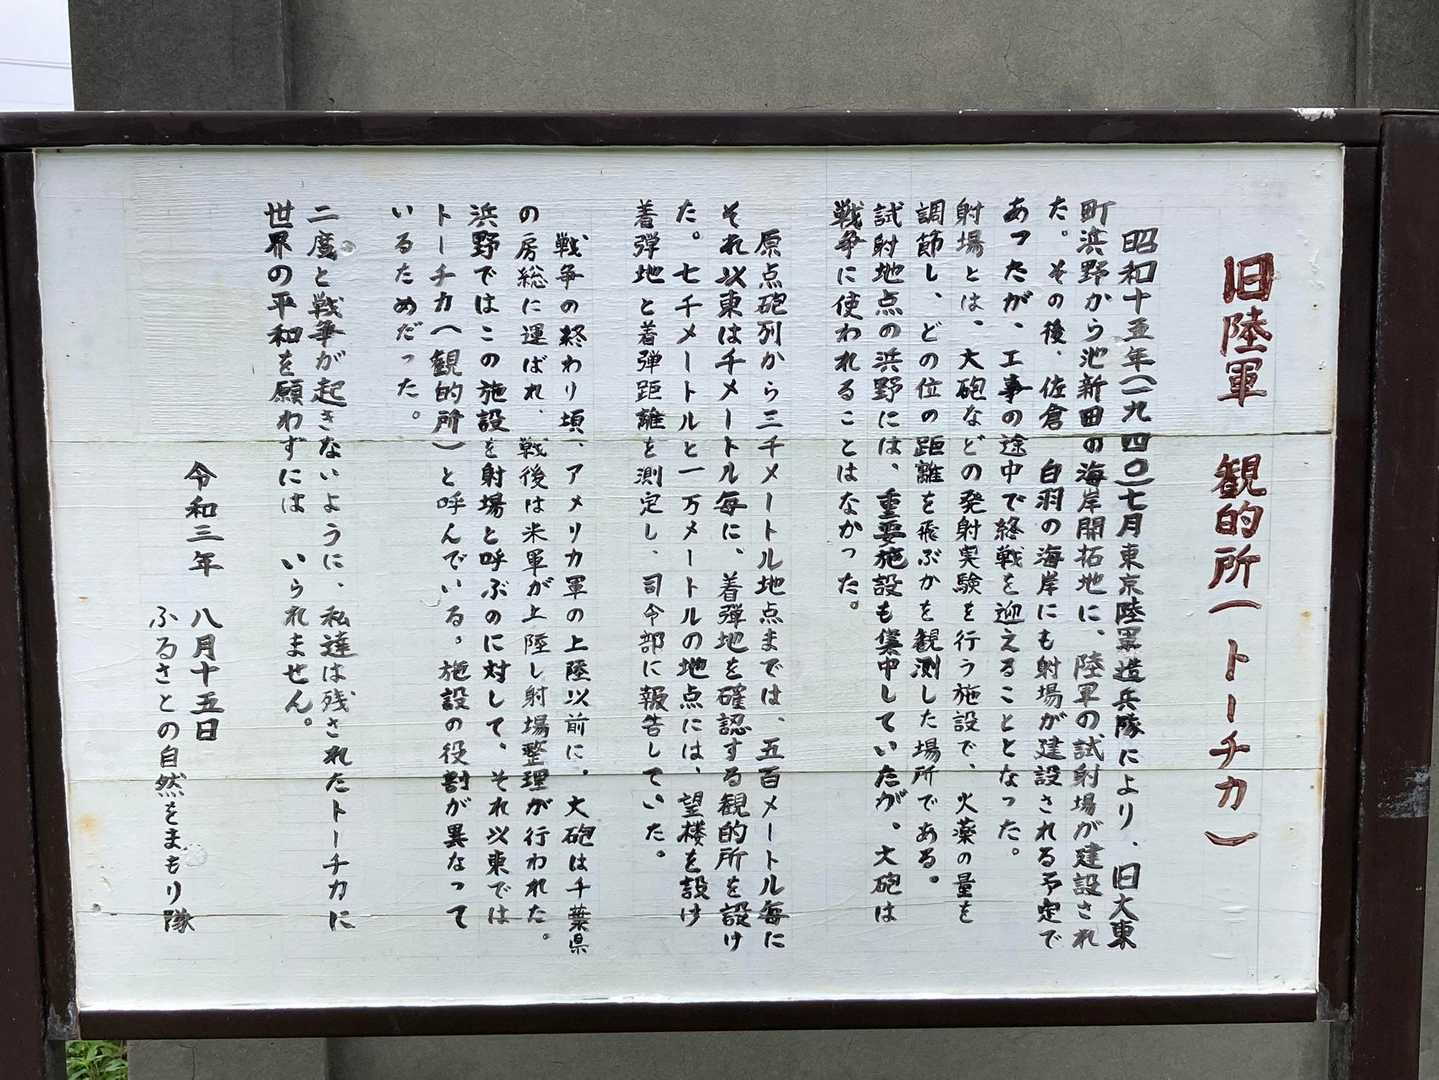 旧陸軍 観的所(トーチカ)
昭和十五年(一九四〇)七月東京陸軍造兵隊により、旧大東
町浜野から池新田の海岸開拓地に、陸軍の試射場が建設され
た。その後、佐倉、白羽の海岸にも射場が建設される予定で
あったが、工事の途中で終戦を迎えることとなった。
射場とは、大砲などの発射実験を行う施設で、火薬の量を
調節し、どの位の距離を飛ぶかを観測した場所である。
試射地点の浜野には、重要施設も集中していたが、大砲は
戦争に使われることはなかった。
原点砲列から三千メートル地点までは、五百メートル毎に
それ以東は千メートル毎に、着弾地を確認する観的所を設け
た。七千メートルと一万メートルの地点には、望楼を設け
着弾地と着弾距離を測定し、司令部に報告していた。
戦争の終わり頃、アメリカ軍の上陸以前に、大砲は千葉県
の房総に運ばれ、戦後は米軍が上陸し射場整理が行われた。
浜野ではこの施設を射場と呼ぶのに対して、それ以東では
トーチカ(観的所)と呼んでいる。施設の役割が異なって
いるためだった。
二度と戦争が起きないように、私達は残されたトーチカに
世界の平和を願わずには いられません。
令和三年 八月十五日
ふるさとの自然をまもり隊